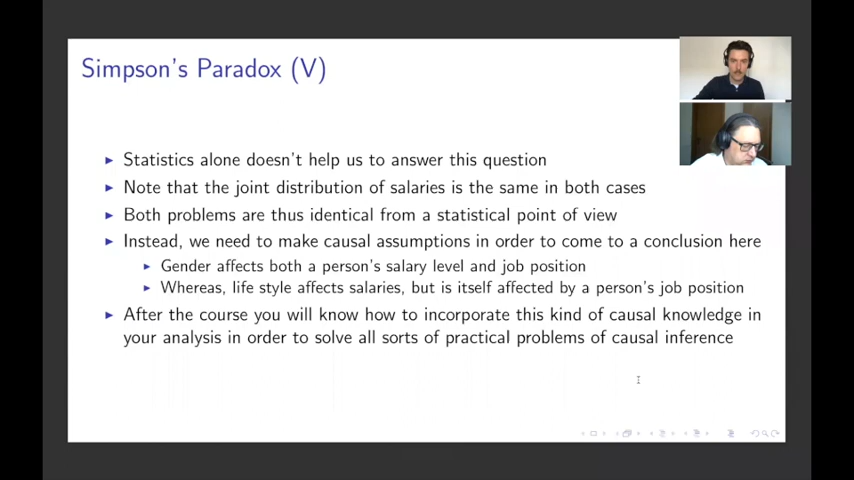 Simpson's Paradox (V)
Statistics alone doesn't help us to answer this question
Note that the joint distribution of salaries is the same in both cases
Both problems are thus identical from a statistical point of view
Instead, we need to make causal assumptions in order to come to a conclusion here
Gender affects both a person's salary level and job position
Whereas, life style affects salaries, but is itself affected by a person's job position
After the course you will know how to incorporate this kind of causal knowledge in
your analysis in order to solve all sorts of practical problems of causal inference